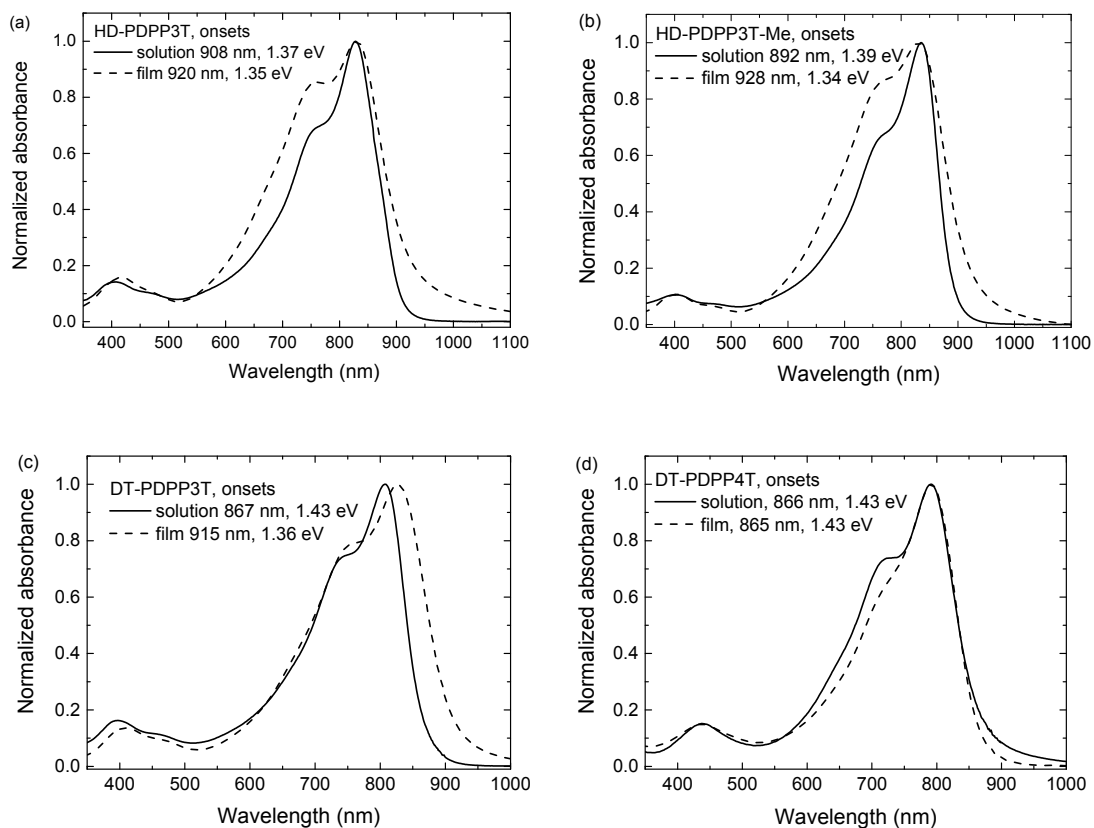 (a)
HD-PDPP3T, onsets
solution 908 nm, 1.37 eV
film 920 nm, 1.35 eV
Normalized absorbance
1.0
0.8
0.6
0.4
0.2
0.0
400 500 600 700 800 900 1000 1100
Wavelength (nm)
(b)
HD-PDPP3T-Me, onsets
solution 892 nm, 1.39 eV
film 928 nm, 1.34 eV
Normalized absorbance
1.0
0.8
0.6
0.4
0.2
0.0
400 500 600 700 800 900 1000 1100
Wavelength (nm)
(c)
DT-PDPP3T, onsets
solution 867 nm, 1.43 eV
film 915 nm, 1.36 eV
Normalized absorbance
1.0
0.8
0.6
0.4
0.2
0.0
400 500 600 700 800 900 1000
Wavelength (nm)
(d)
DT-PDPP4T, onsets
solution, 866 nm, 1.43 eV
film, 865 nm, 1.43 eV
Normalized absorbance
1.0
0.8
0.6
0.4
0.2
0.0
400 500 600 700 800 900 1000
Wavelength (nm)